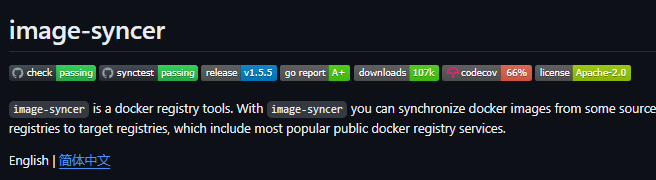 image-syncer
check passing synctest passing release v1.5.5 go report A+ downloads 107k codecov 66% license Apache-2.0
image-syncer is a docker registry tools. With image-syncer you can synchronize docker images from some source
registries to target registries, which include most popular public docker registry services.
English | 简体中文